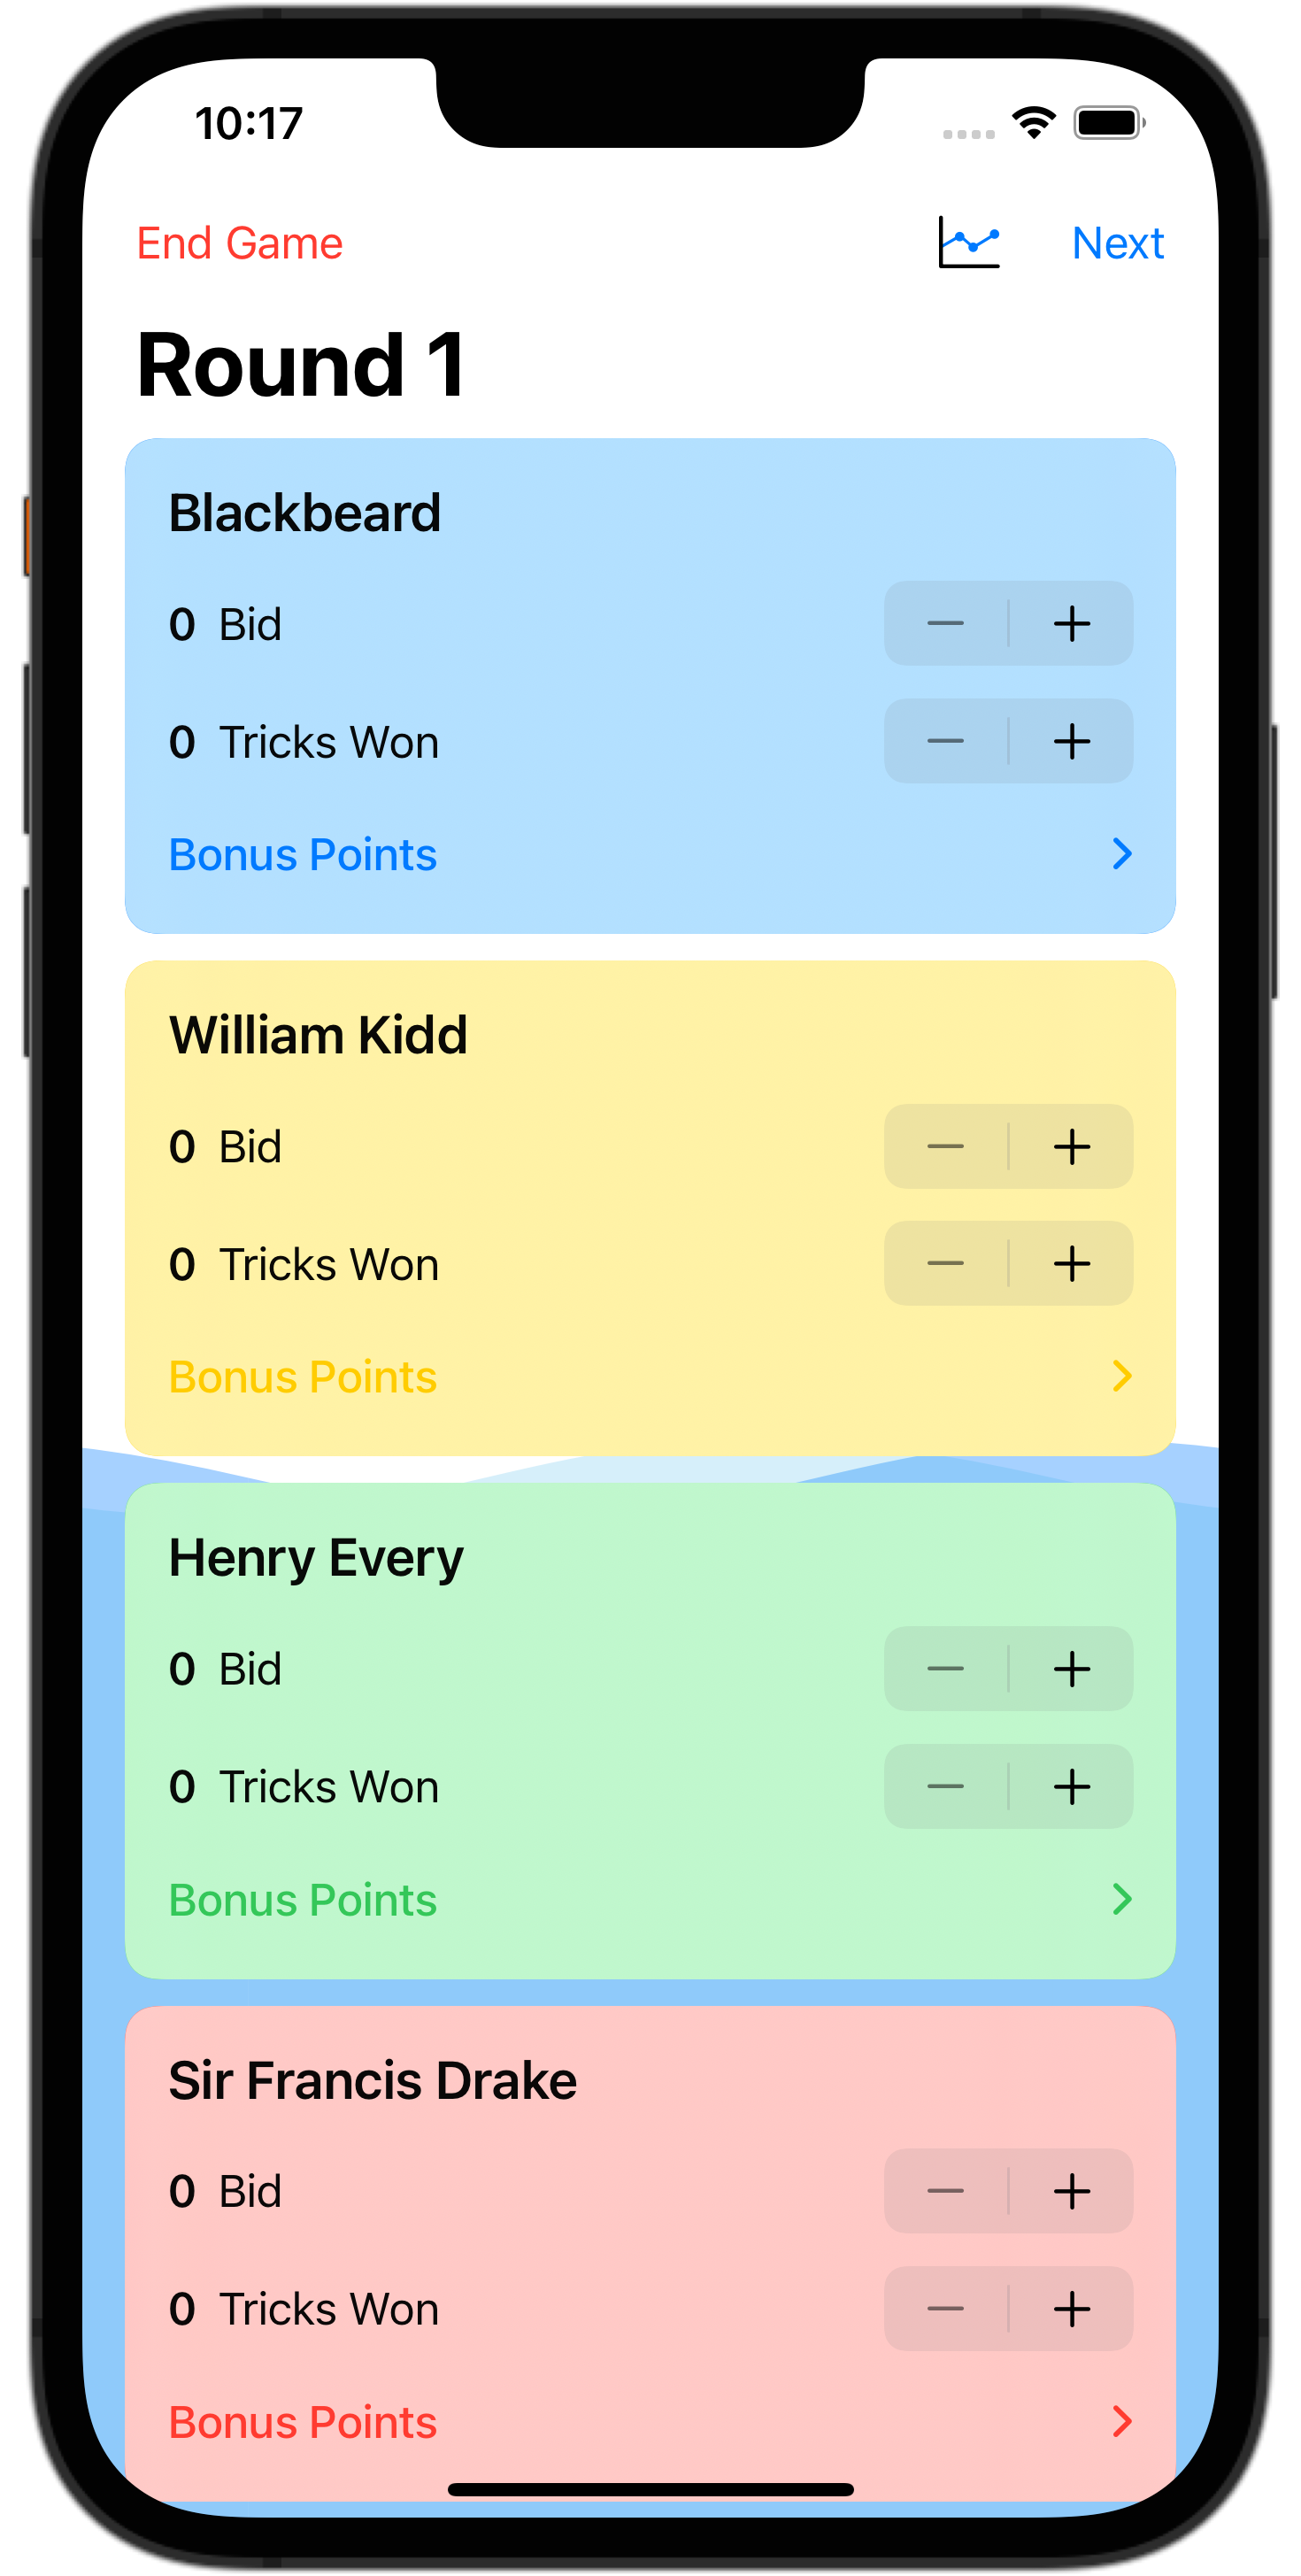 10:17
End Game Next
Round 1
Blackbeard
0 Bid
0 Tricks Won
Bonus Points
William Kidd
0 Bid
0 Tricks Won
Bonus Points
Henry Every
0 Bid
0 Tricks Won
Bonus Points
Sir Francis Drake
0 Bid
0 Tricks Won
Bonus Points